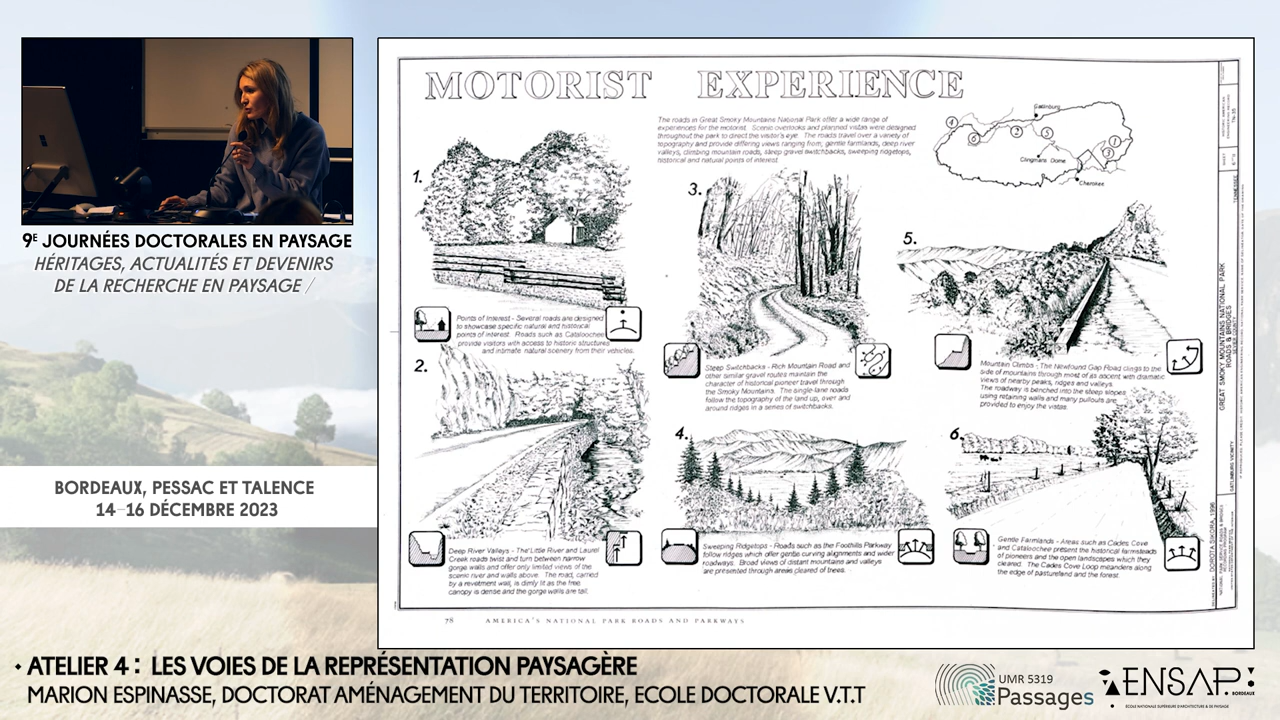 9E JOURNÉES DOCTORALES EN PAYSAGE
HÉRITAGES, ACTUALITÉS ET DEVENIRS
DE LA RECHERCHE EN PAYSAGE /
BORDEAUX, PESSAC ET TALENCE
14-16 DÉCEMBRE 2023
MOTORIST EXPERIENCE
The roads in Great Smoky Mountains National Park offer a wide range of
experiences for the motorist. Scenic overlooks and planned vistas were designed
throughout the park to direct the visitor's eye. The roads travel over a variety of
topography and provide differing views ranging from; gentle farmlands, deep river
valleys, climbing mountain roads, steep gravel switchbacks, sweeping ridgetops,
historical and natural points of interest.
Gatlinburg
Clingmans Dome
Cherokee
1.
Points of Interest - Several roads are designed
to showcase specific natural and historical
points of interest. Roads such as Cataloochee
provide visitors with access to historic structures
and intimate natural scenery from their vehicles.
2.
Deep River Valleys - The Little River and Laurel
Creek roads twist and turn between narrow
gorge walls and offer only limited views of the
scenic river and walls above. The road, carried
by a revetment wall, is dimly lit as the tree
canopy is dense and the gorge walls are tall.
3.
Steep Switchbacks - Rich Mountain Road and
other similar gravel routes maintain the
character of historical pioneer travel through
the Smoky Mountains. The single lane roads
follow the topography of the land up, over and
around ridges in a series of switchbacks.
4.
Sweeping Ridgetops - Roads such as the Foothills Parkway
follow ridges which offer gentle curving alignments and wider
roadways. Broad views of distant mountains and valleys
are presented through areas cleared of trees.
5.
Mountain Climbs - The Newfound Gap Road clings to the
side of mountains through most of its ascent with dramatic
views of nearby peaks, ridges and valleys.
The roadway is benched into the steep slopes
using retaining walls and many pullouts are
provided to enjoy the vistas.
6.
Gentle Farmlands - Areas such as Cades Cove
and Cataloochee present the historical farmsteads
of pioneers and the open landscapes which they
cleared. The Cades Cove Loop meanders along
the edge of pastureland and the forest.
GREAT SMOKY MOUNTAINS NATIONAL PARK
ROADS & BRIDGES
SEVIER COUNTY
TENNESSEE
GATLINBURG VICINITY
DOROTA SIKORA, 1996
78 AMERICA'S NATIONAL PARK ROADS AND PARKWAYS
ATELIER 4 : LES VOIES DE LA REPRÉSENTATION PAYSAGÈRE
MARION ESPINASSE, DOCTORAT AMÉNAGEMENT DU TERRITOIRE, ECOLE DOCTORALE V.T.T
UMR 5319
Passages
ENSAP
BORDEAUX
ÉCOLE NATIONALE SUPÉRIEURE D'ARCHITECTURE & DE PAYSAGE